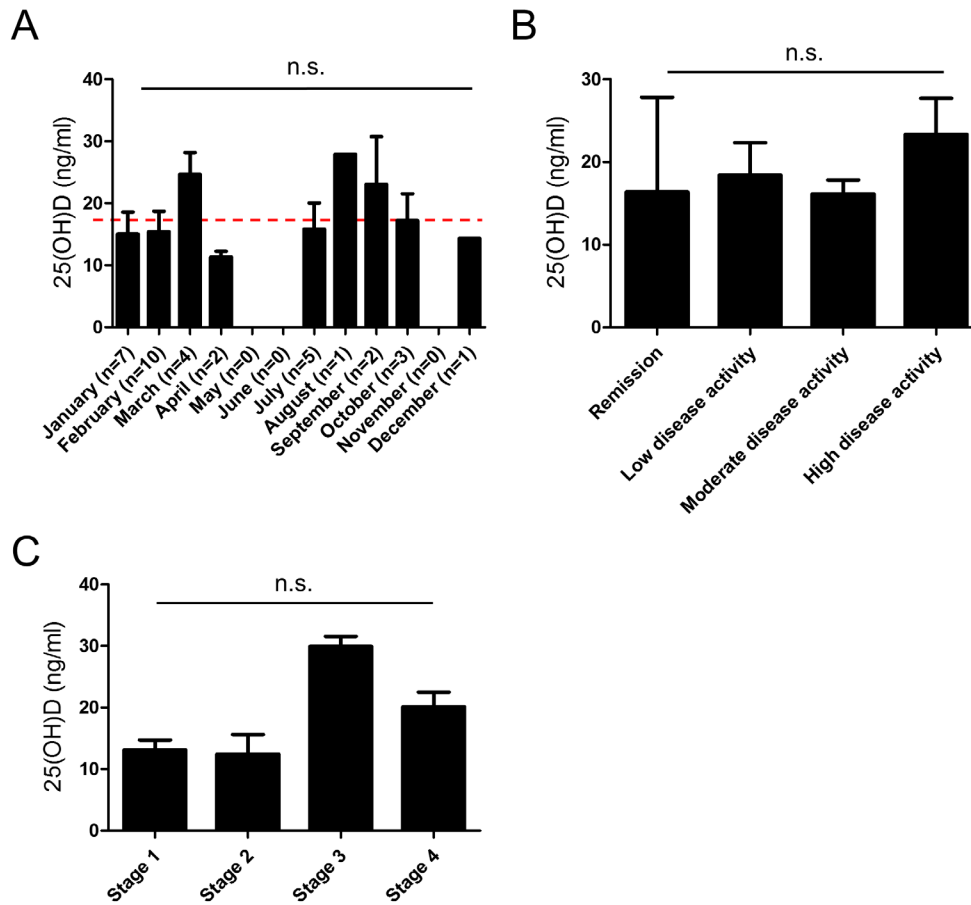 A
n.s.
25(OH)D (ng/ml)
40
30
20
10
0
January (n=7)
February (n=10)
March (n=4)
April (n=2)
May (n=0)
June (n=0)
July (n=5)
August (n=1)
September (n=2)
October (n=3)
November (n=0)
December (n=1)
B
n.s.
25(OH)D (ng/ml)
30
20
10
0
Remission
Low disease activity
Moderate disease activity
High disease activity
C
n.s.
25(OH)D (ng/ml)
40
30
20
10
0
Stage 1
Stage 2
Stage 3
Stage 4